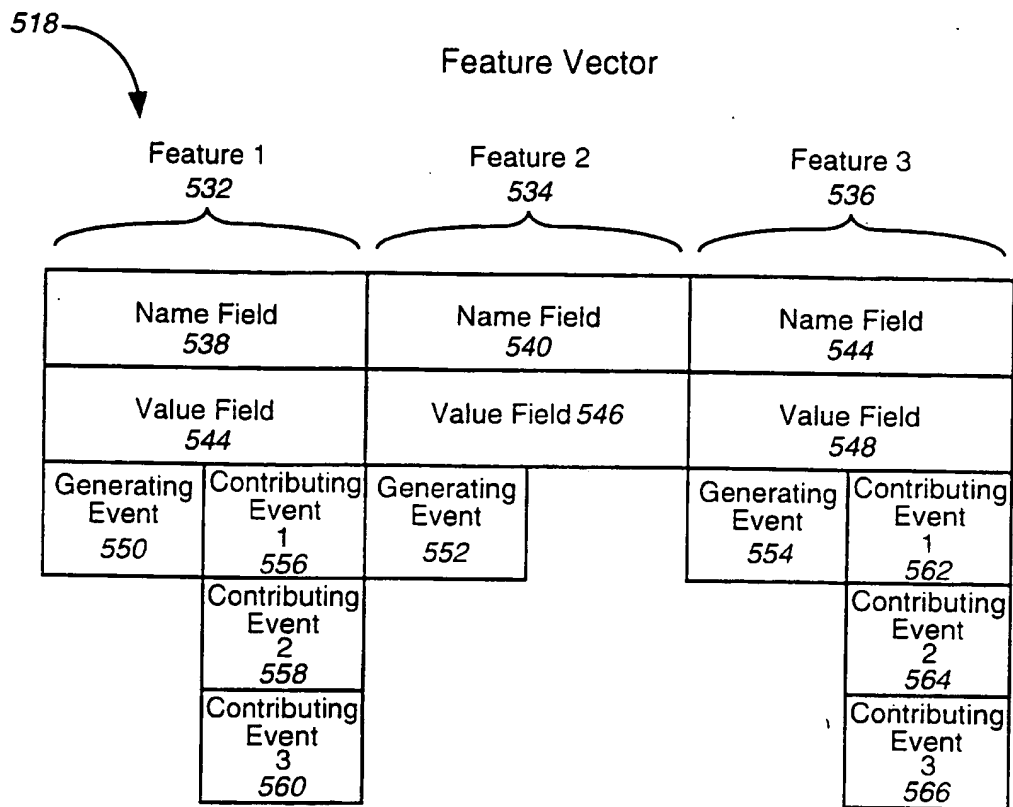 518
Feature Vector
Feature 1
532
Feature 2
534
Feature 3
536
Name Field
538
Name Field
540
Name Field
544
Value Field
544
Value Field 546
Value Field
548
Generating
Event
550
Contributing
Event
1
556
Generating
Event
552
Generating
Event
554
Contributing
Event
1
562
Contributing
Event
2
558
Contributing
Event
2
564
Contributing
Event
3
560
Contributing
Event
3
566